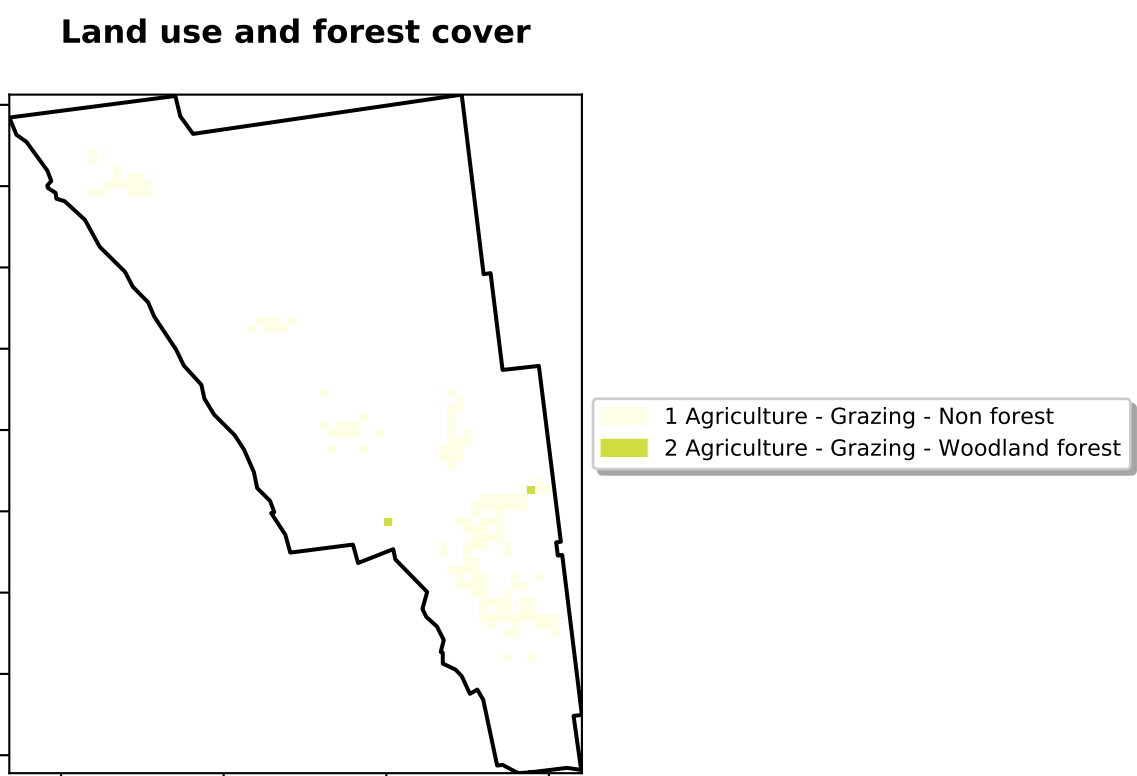 Land use and forest cover
1 Agriculture - Grazing - Non forest
2 Agriculture - Grazing - Woodland forest